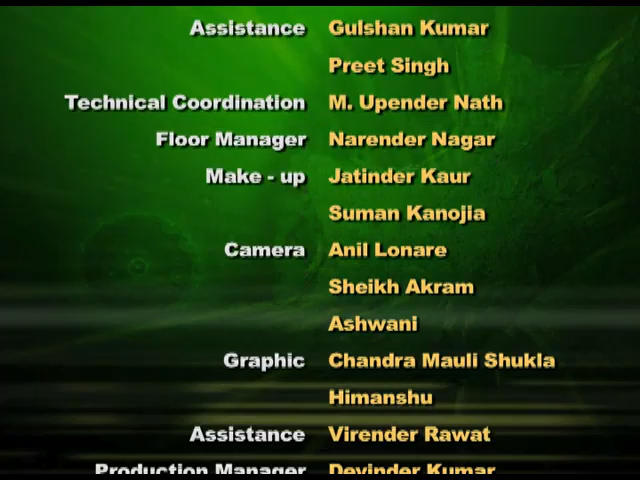 Assistance Gulshan Kumar
Preet Singh
Technical Coordination M. Upender Nath
Floor Manager Narender Nagar
Make - up Jatinder Kaur
Suman Kanojia
Camera Anil Lonare
Sheikh Akram
Ashwani
Graphic Chandra Mauli Shukla
Himanshu
Assistance Virender Rawat
Production Manager Devinder Kumar